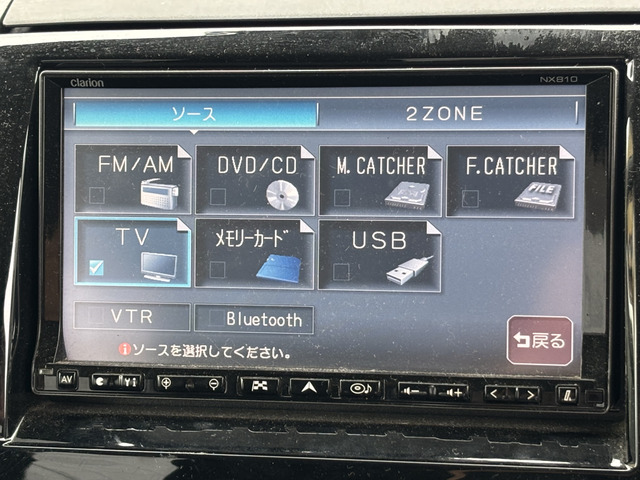 Clarion NX810
ソース 2ZONE
FM/AM DVD/CD M.CATCHER F.CATCHER
FILE
TV ﾒﾓﾘｰｶｰﾄﾞ USB
VTR Bluetooth
ソースを選択してください。
戻る
AV